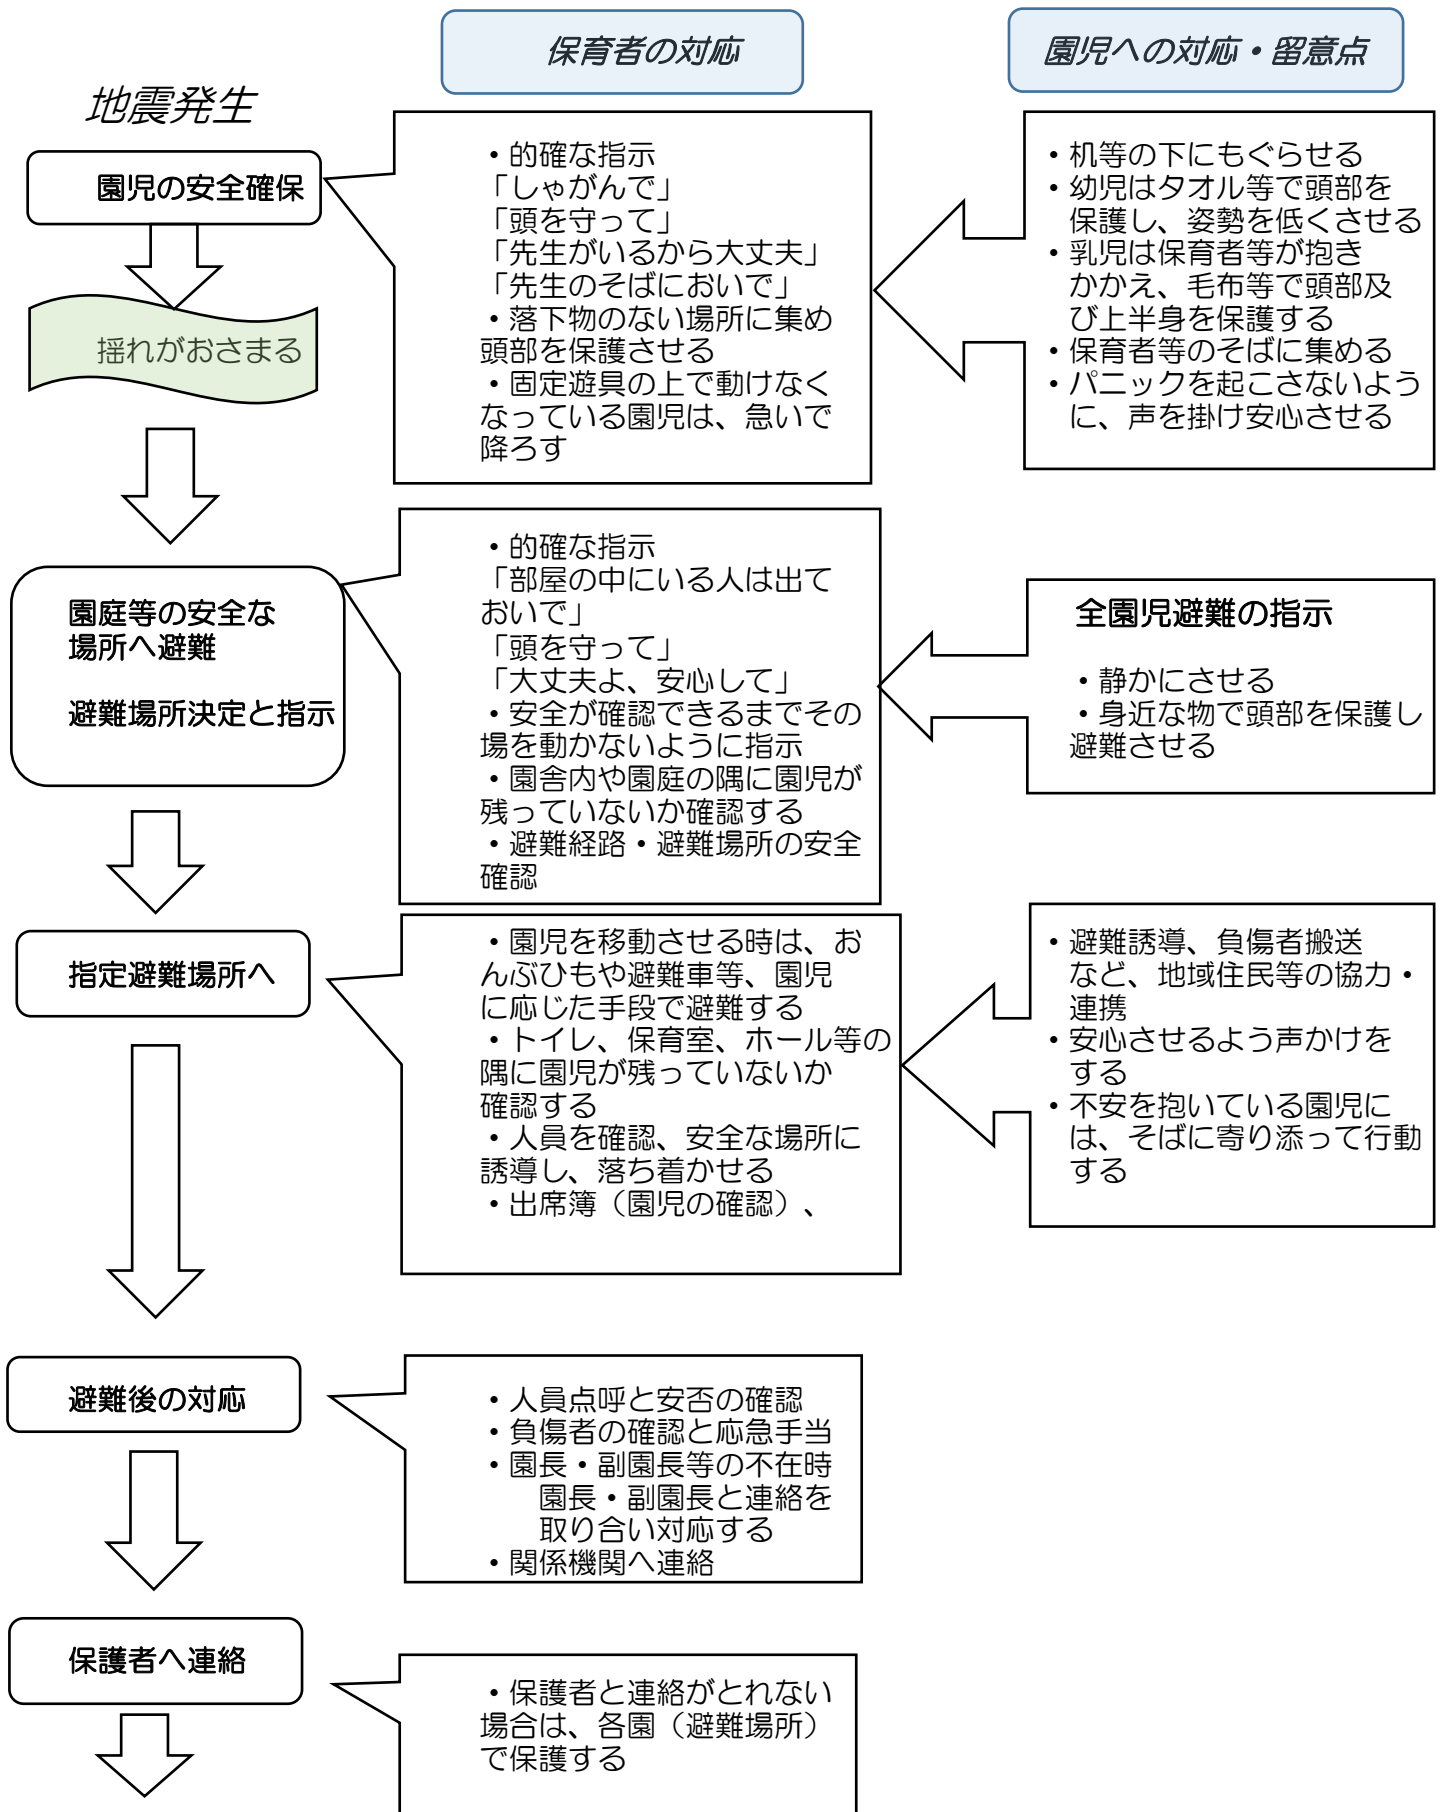 保育者の対応
園児への対応・留意点
地震発生
園児の安全確保
・的確な指示
「しゃがんで」
「頭を守って」
「先生がいるから大丈夫」
「先生のそばにおいで」
・落下物のない場所に集め
頭部を保護させる
・固定遊具の上で動けなく
なっている園児は、急いで
降ろす
・机等の下にもぐらせる
・幼児はタオル等で頭部を
保護し、姿勢を低くさせる
・乳児は保育者等が抱き
かかえ、毛布等で頭部及
び上半身を保護する
・保育者等のそばに集める
・パニックを起こさないよう
に、声を掛け安心させる
揺れがおさまる
園庭等の安全な
場所へ避難
避難場所決定と指示
・的確な指示
「部屋の中にいる人は出て
おいで」
「頭を守って」
「大丈夫よ、安心して」
・安全が確認できるまでその
場を動かないように指示
・園舎内や園庭の隅に園児が
残っていないか確認する
・避難経路・避難場所の安全
確認
全園児避難の指示
・静かにさせる
・身近な物で頭部を保護し
避難させる
指定避難場所へ
・園児を移動させる時は、お
んぶひもや避難車等、園児
に応じた手段で避難する
・トイレ、保育室、ホール等の
隅に園児が残っていないか
確認する
・人員を確認、安全な場所に
誘導し、落ち着かせる
・出席簿（園児の確認）、
・避難誘導、負傷者搬送
など、地域住民等の協力・
連携
・安心させるよう声かけを
する
・不安を抱いている園児に
は、そばに寄り添って行動
する
避難後の対応
・人員点呼と安否の確認
・負傷者の確認と応急手当
・園長・副園長等の不在時
園長・副園長と連絡を
取り合い対応する
・関係機関へ連絡
保護者へ連絡
・保護者と連絡がとれない
場合は、各園（避難場所）
で保護する